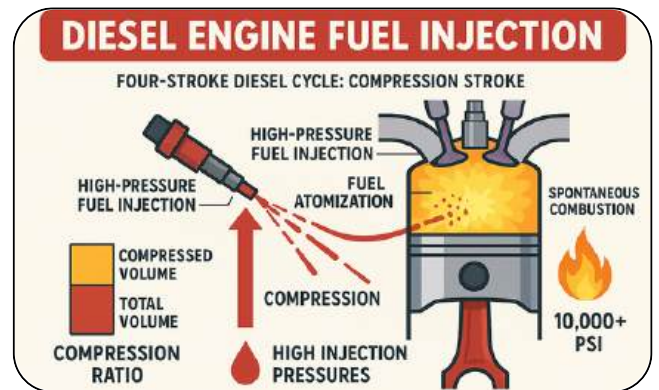 DIESEL ENGINE FUEL INJECTION
FOUR-STROKE DIESEL CYCLE: COMPRESSION STROKE
HIGH-PRESSURE
FUEL INJECTION
HIGH-PRESSURE
FUEL INJECTION
FUEL
ATOMIZATION
SPONTANEOUS
COMBUSTION
COMPRESSED
VOLUME
TOTAL
VOLUME
COMPRESSION
RATIO
COMPRESSION
HIGH INJECTION
PRESSURES
10,000+
PSI